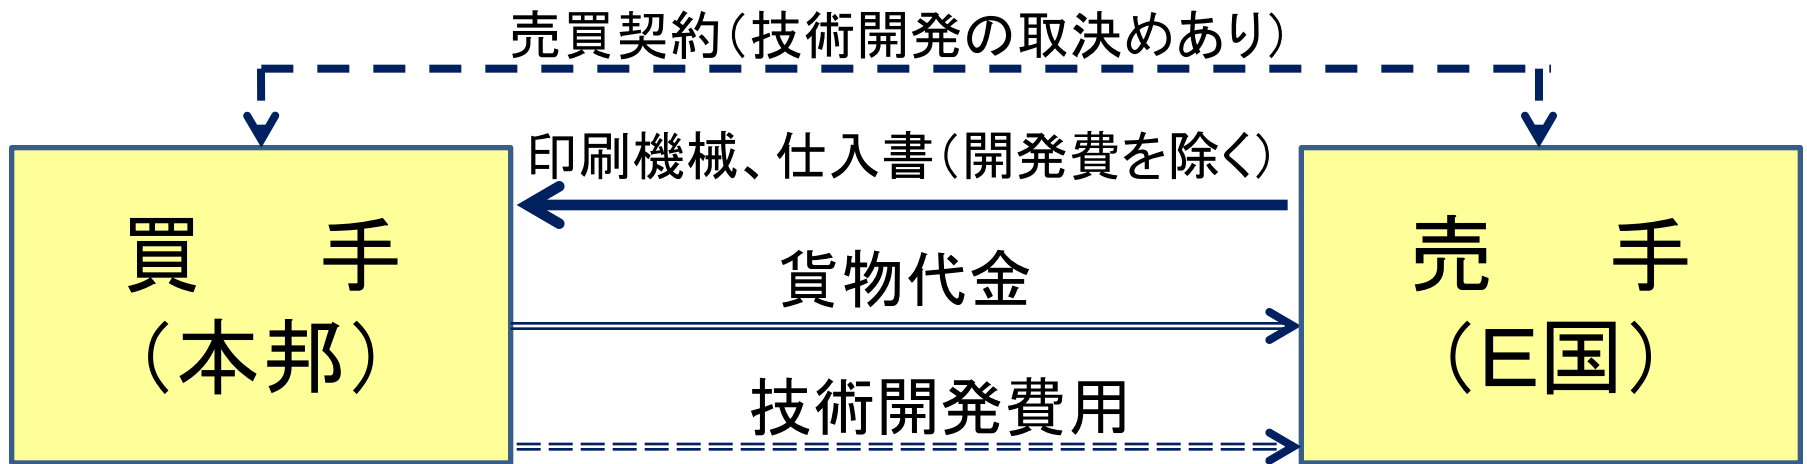 売買契約（技術開発の取決めあり）
印刷機械、仕入書（開発費を除く）
買　手
（本邦）
貨物代金
技術開発費用
売　手
（E国）